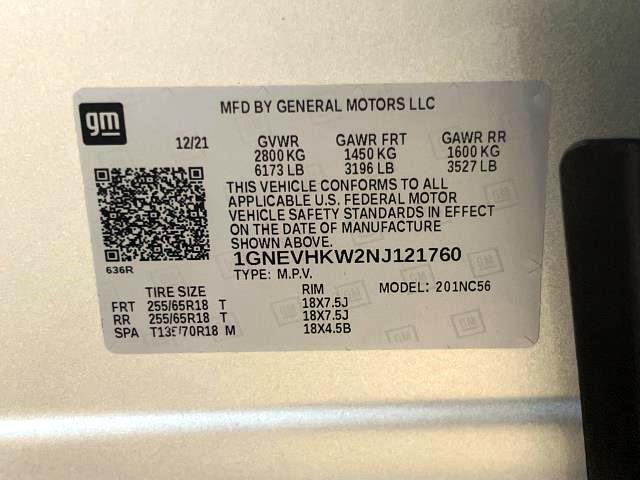 gm
MFD BY GENERAL MOTORS LLC
12/21 GVWR GAWR FRT GAWR RR
2800 KG 1450 KG 1600 KG
6173 LB 3196 LB 3527 LB
THIS VEHICLE CONFORMS TO ALL
APPLICABLE U.S. FEDERAL MOTOR
VEHICLE SAFETY STANDARDS IN EFFECT
ON THE DATE OF MANUFACTURE
SHOWN ABOVE.
636R 1GNEVHKW2NJ121760
TYPE: M.P.V.
TIRE SIZE RIM MODEL: 201NC56
FRT 255/65R18 T 18X7.5J
RR 255/65R18 T 18X7.5J
SPA T135/70R18 M 18X4.5B